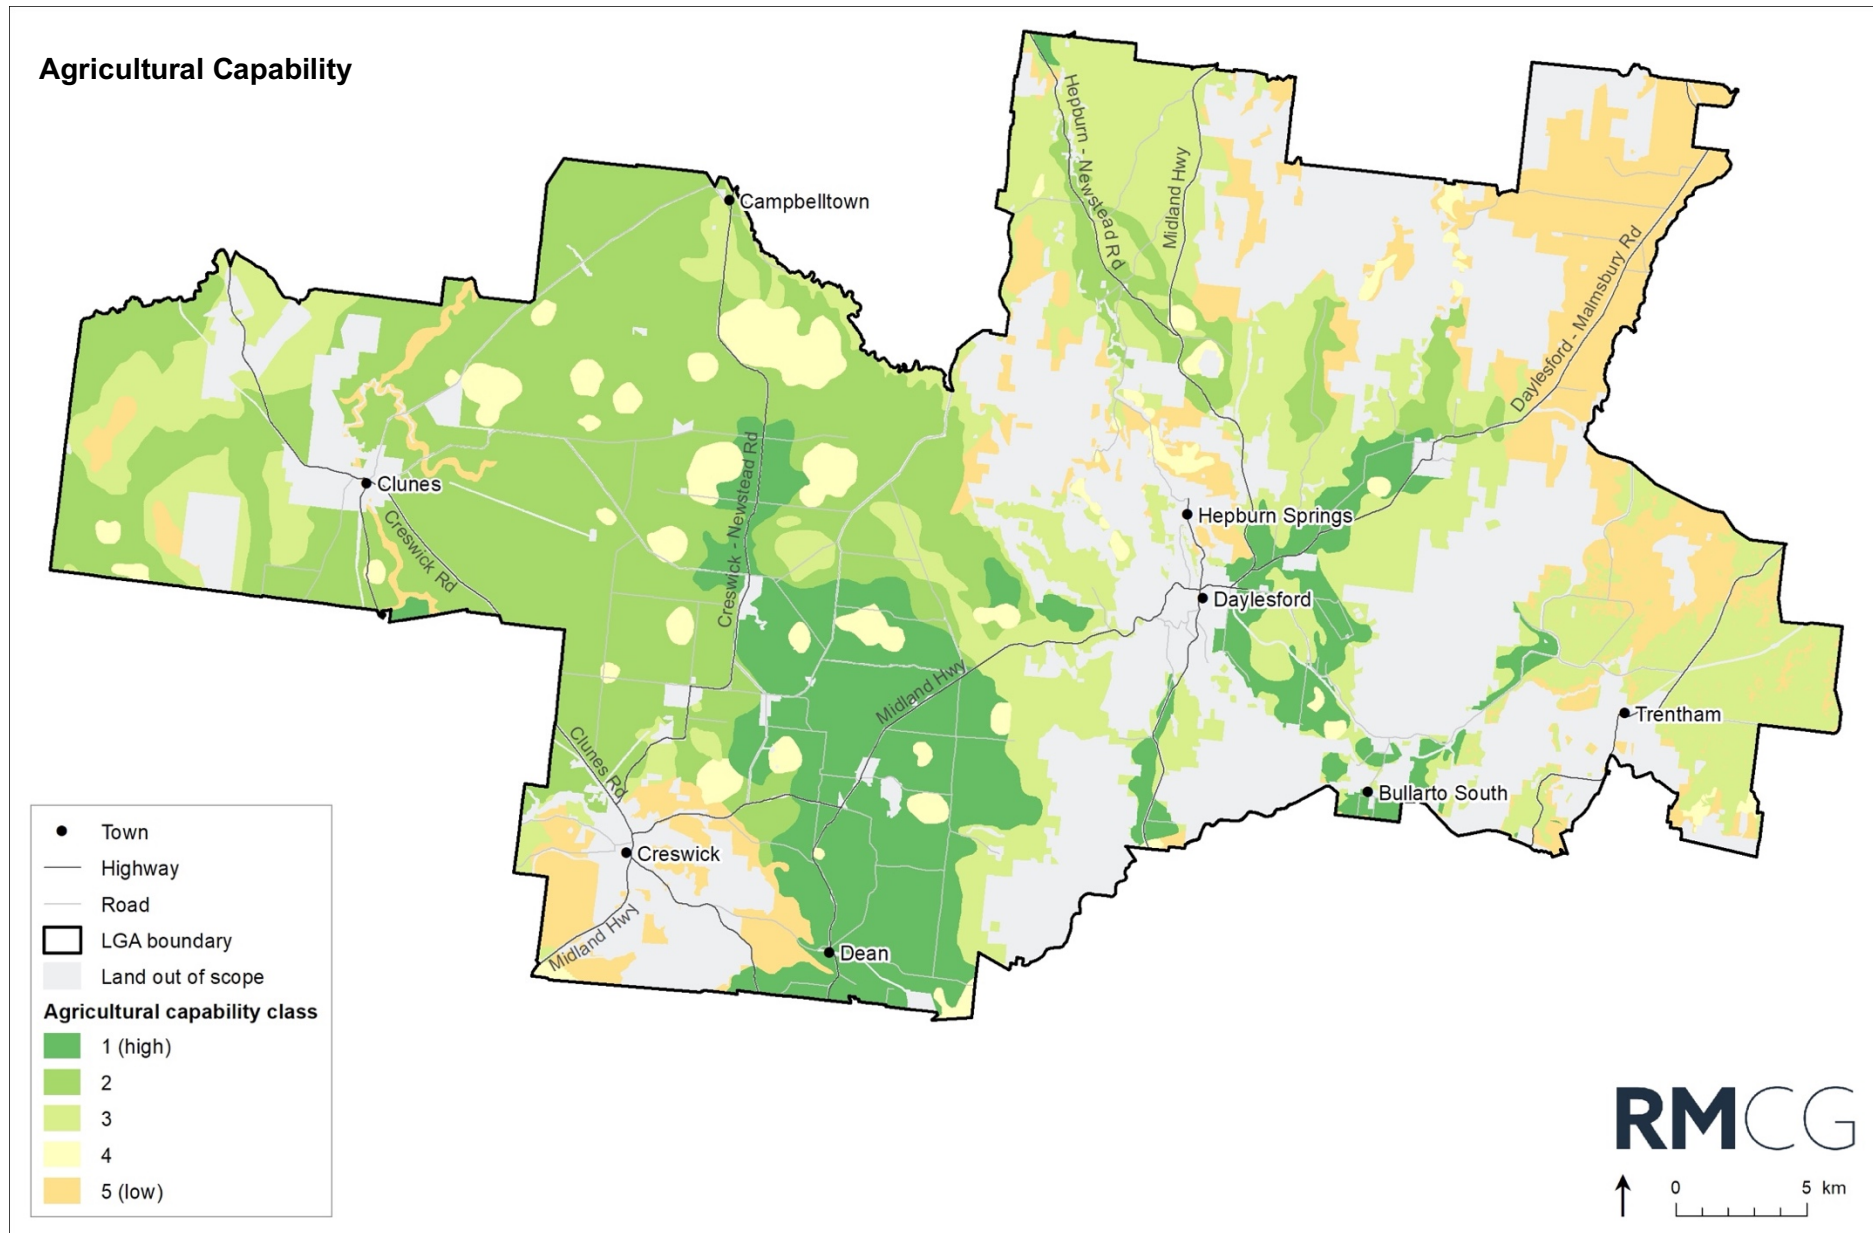 Agricultural Capability
Hepburn - Newstead Rd
Midland Hwy
Campbelltown
Daylesford - Malmsbury Rd
Clunes
Creswick Rd
Creswick - Newstead Rd
Hepburn Springs
Daylesford
Midland Hwy
Trentham
Clunes Rd
Bullarto South
Creswick
Midland Hwy
Dean
Town
Highway
Road
LGA boundary
Land out of scope
Agricultural capability class
1 (high)
2
3
4
5 (low)
RMCG
0 5 km